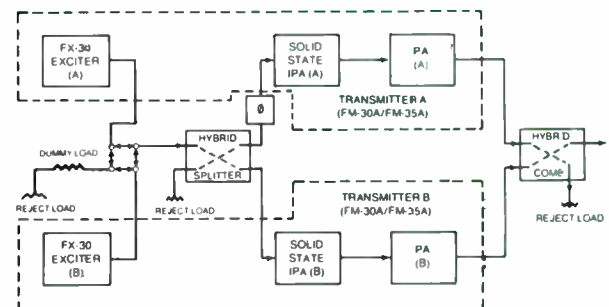 FX-30
EXCITER
(A)
SOLID
STATE
IPA (A)
PA
(A)
Ø
TRANSMITTER A
(FM-30A/FM-35A)
DUMMY LOAD
HYBRID
SPLITTER
HYBRID
COMB
REJECT LOAD
REJECT LOAD
REJECT LOAD
TRANSMITTER B
(FM-30A/FM-35A)
FX-30
EXCITER
(B)
SOLID
STATE
IPA (B)
PA
(B)